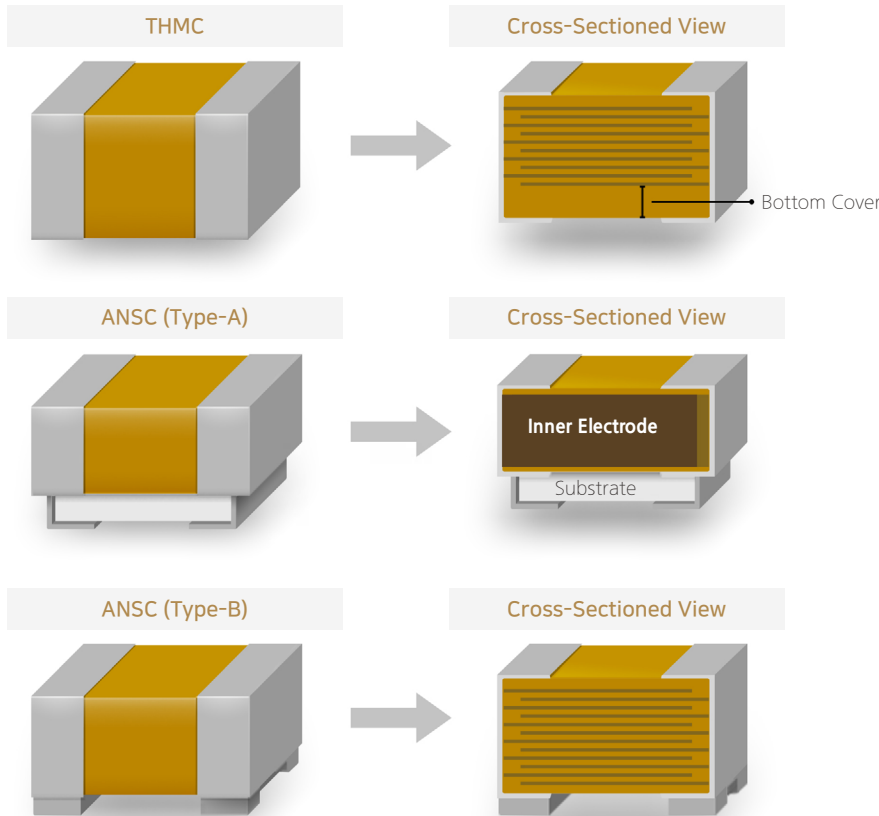 THMC
Cross-Sectioned View
Bottom Cover
ANSC (Type-A)
Cross-Sectioned View
Inner Electrode
Substrate
ANSC (Type-B)
Cross-Sectioned View